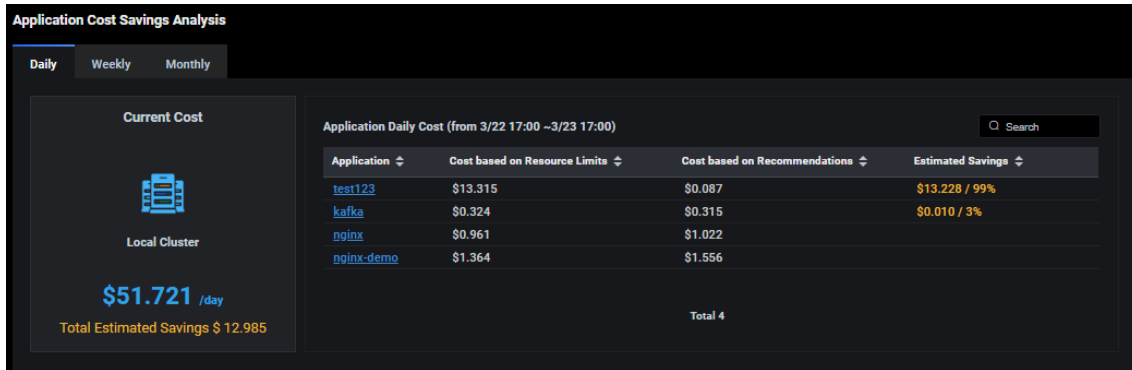 Application Cost Savings Analysis
Daily Weekly Monthly
Current Cost
Local Cluster
$51.721 /day
Total Estimated Savings $ 12.985
Application Daily Cost (from 3/22 17:00 ~3/23 17:00)
Search
Application Cost based on Resource Limits Cost based on Recommendations Estimated Savings
test123 $13.315 $0.087 $13.228 / 99%
kafka $0.324 $0.315 $0.010 / 3%
nginx $0.961 $1.022
nginx-demo $1.364 $1.556
Total 4